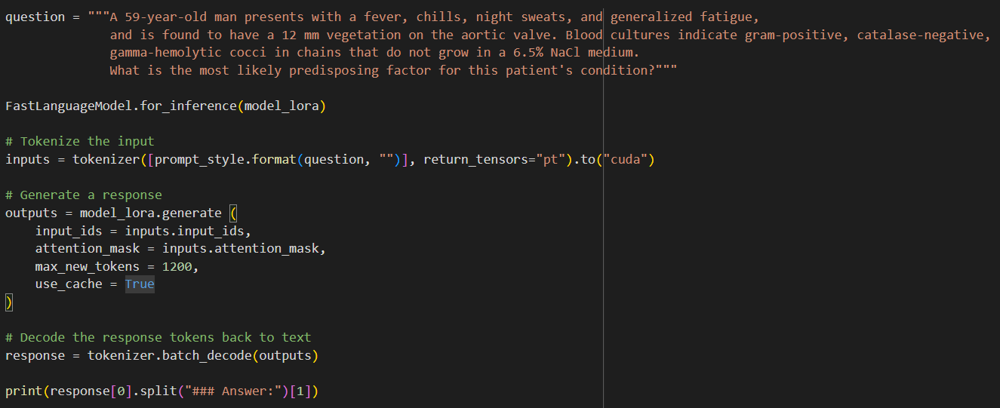 question = """A 59-year-old man presents with a fever, chills, night sweats, and generalized fatigue,
and is found to have a 12 mm vegetation on the aortic valve. Blood cultures indicate gram-positive, catalase-negative,
gamma-hemolytic cocci in chains that do not grow in a 6.5% NaCl medium.
What is the most likely predisposing factor for this patient's condition?"""
FastLanguageModel.for_inference(model_lora)
# Tokenize the input
inputs = tokenizer([prompt_style.format(question, "")], return_tensors="pt").to("cuda")
# Generate a response
outputs = model_lora.generate (
input_ids = inputs.input_ids,
attention_mask = inputs.attention_mask,
max_new_tokens = 1200,
use_cache = True
)
# Decode the response tokens back to text
response = tokenizer.batch_decode(outputs)
print(response[0].split("### Answer:")[1])